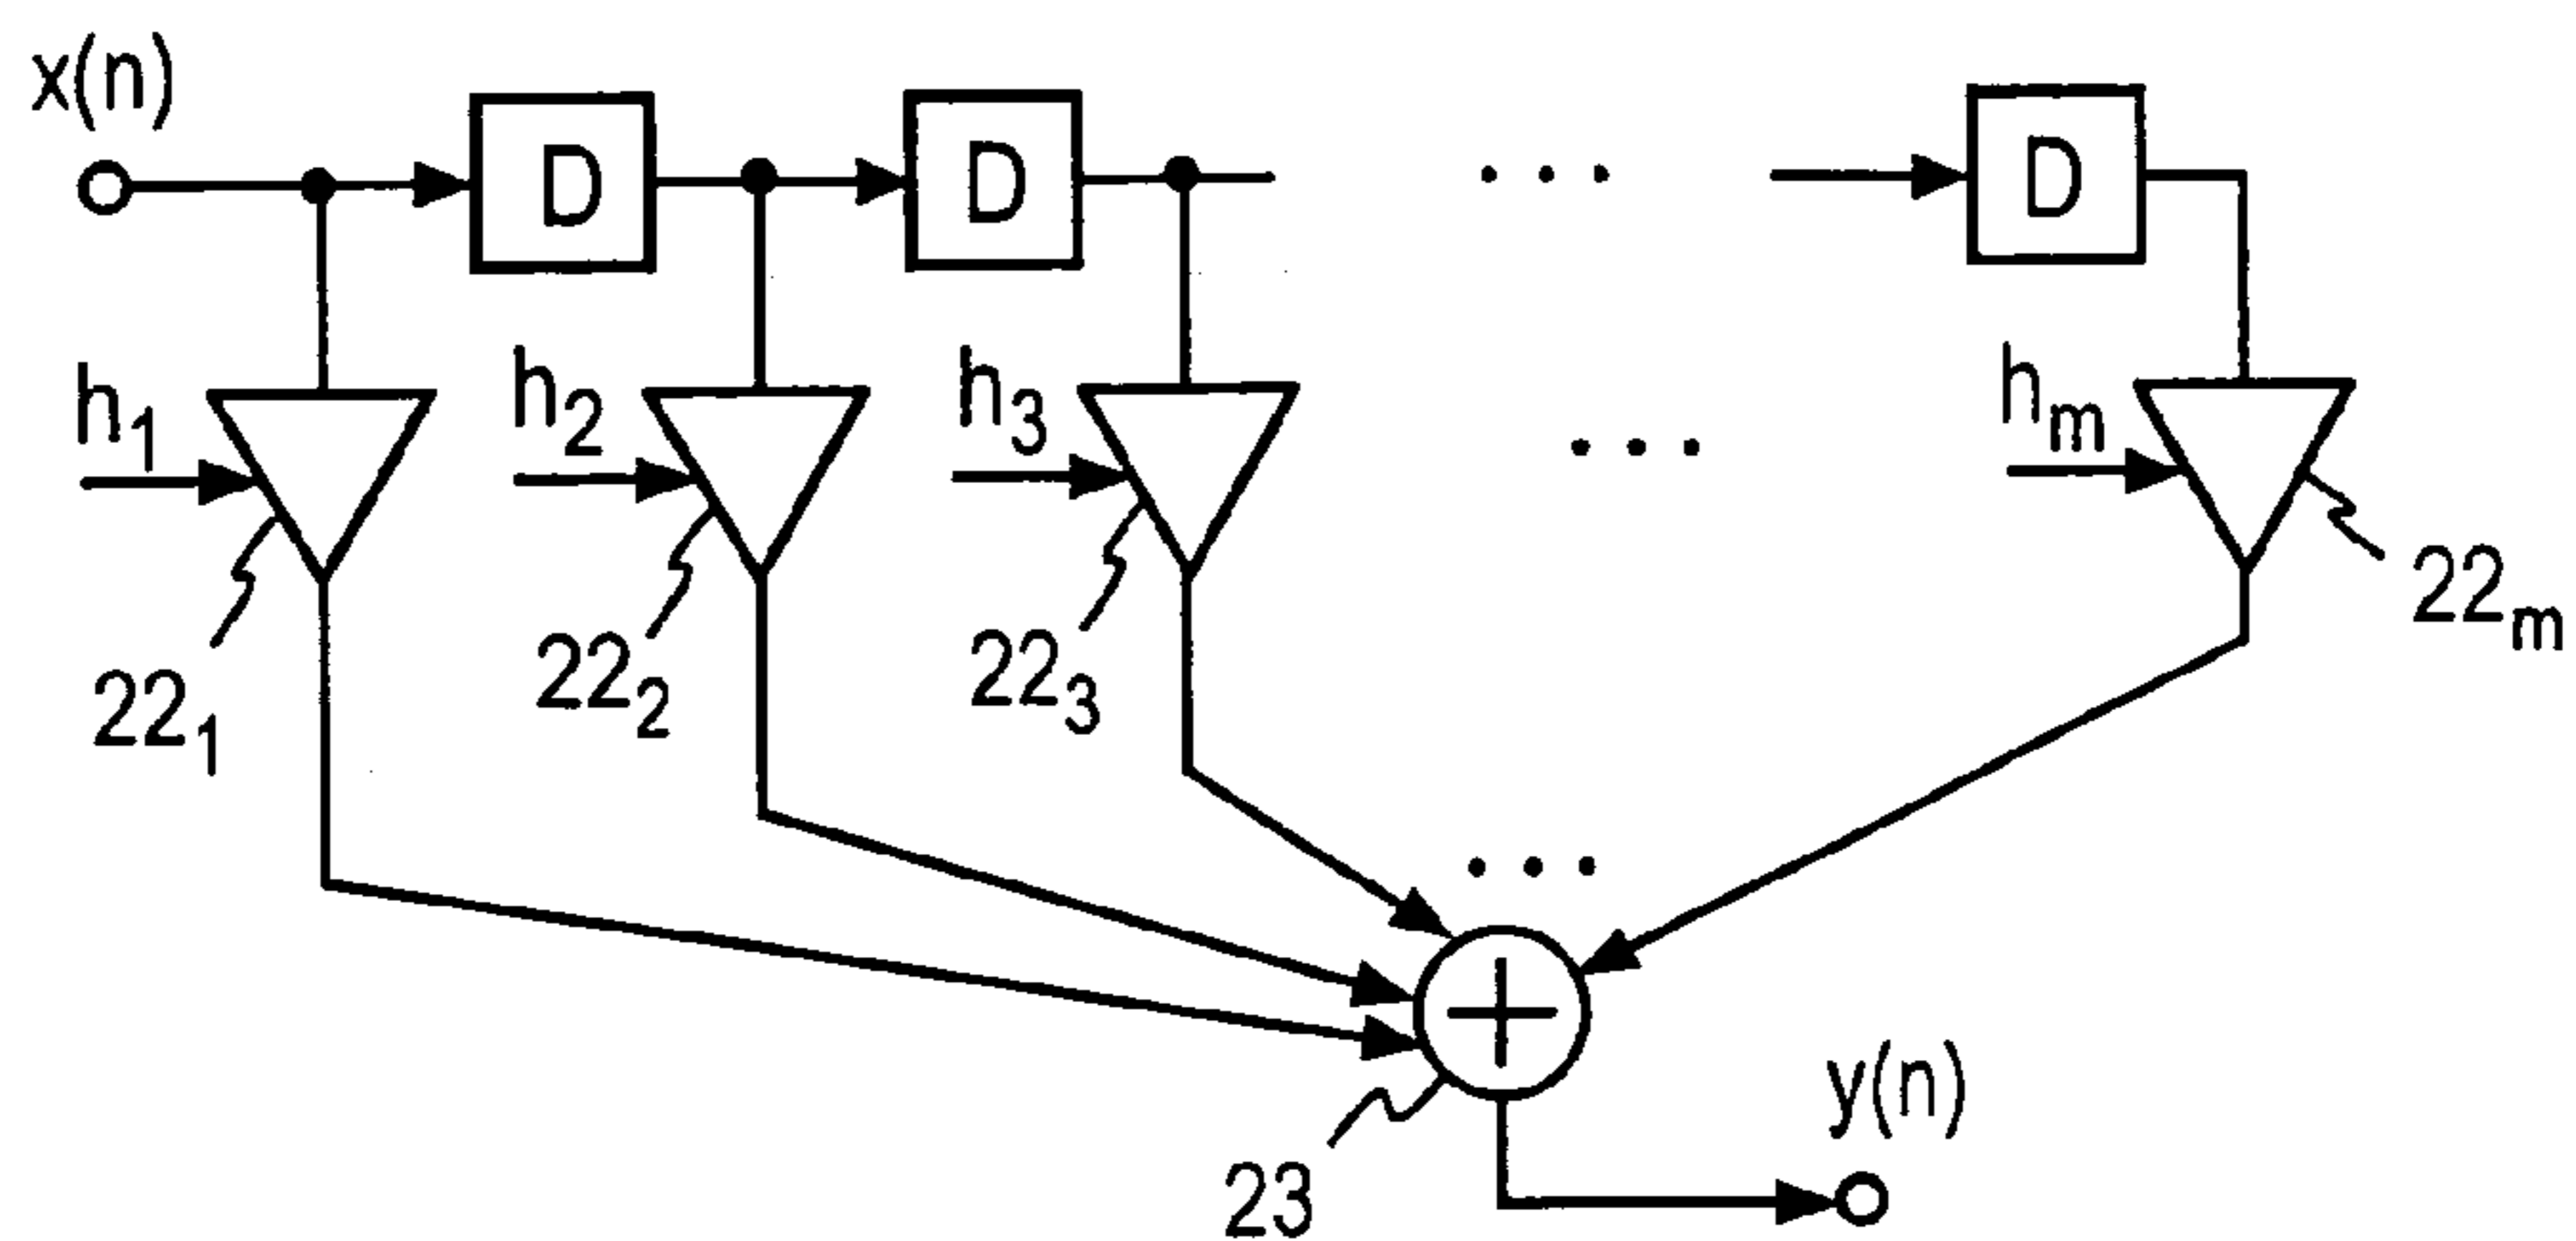 x(n)
D D . . . D
h1 h2 h3 . . . hm
221 222 223 22m
. . .
23
y(n)